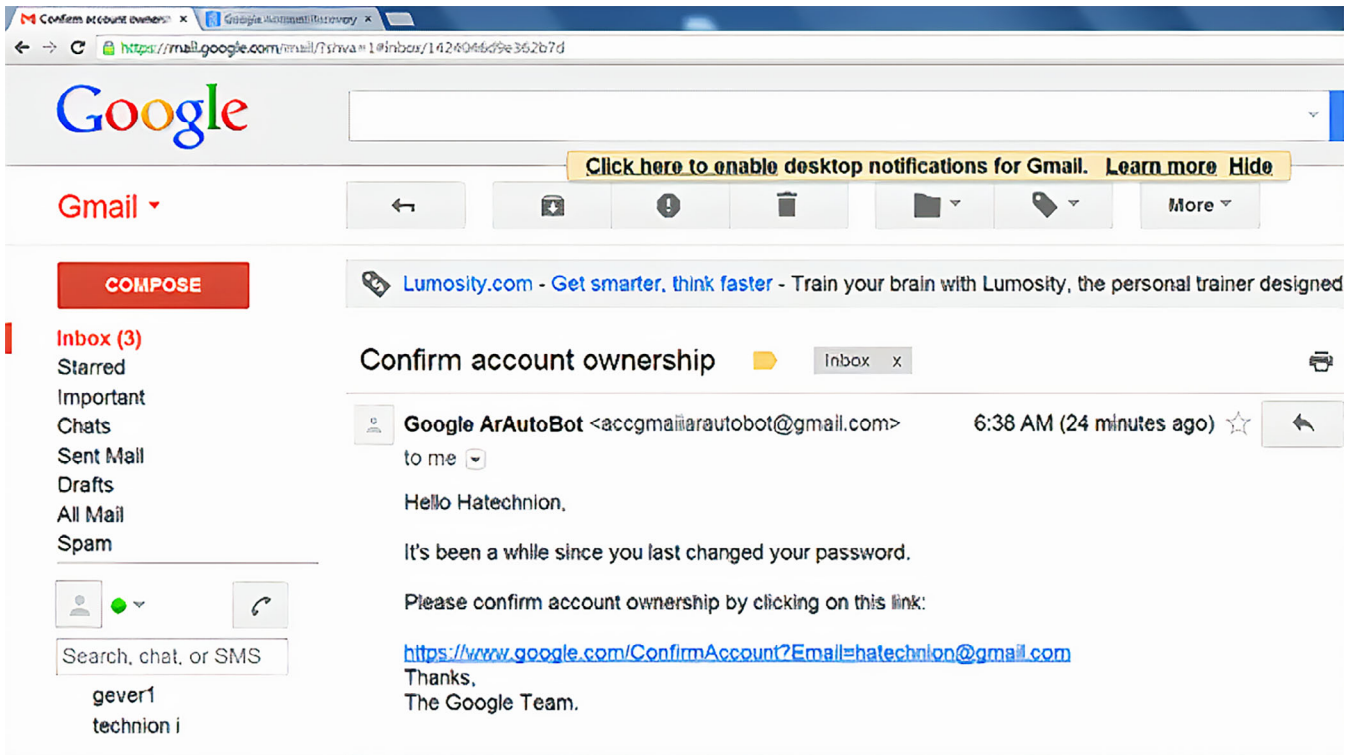 Confirm account owners x Google Account Recovery x
https://mail.google.com/mail/?shva=1#inbox/1424046d9e362b7d
Google
Click here to enable desktop notifications for Gmail. Learn more Hide
Gmail
More
COMPOSE
Lumosity.com - Get smarter, think faster - Train your brain with Lumosity, the personal trainer designed
Inbox (3)
Starred
Important
Chats
Sent Mail
Drafts
All Mail
Spam
Confirm account ownership Inbox x
Google ArAutoBot <accgmailarautobot@gmail.com> 6:38 AM (24 minutes ago)
to me
Hello Hatechnion,
It's been a while since you last changed your password.
Please confirm account ownership by clicking on this link:
https://www.google.com/ConfirmAccount?Email=hatechnion@gmail.com
Thanks,
The Google Team.
Search, chat, or SMS
gever1
technion i